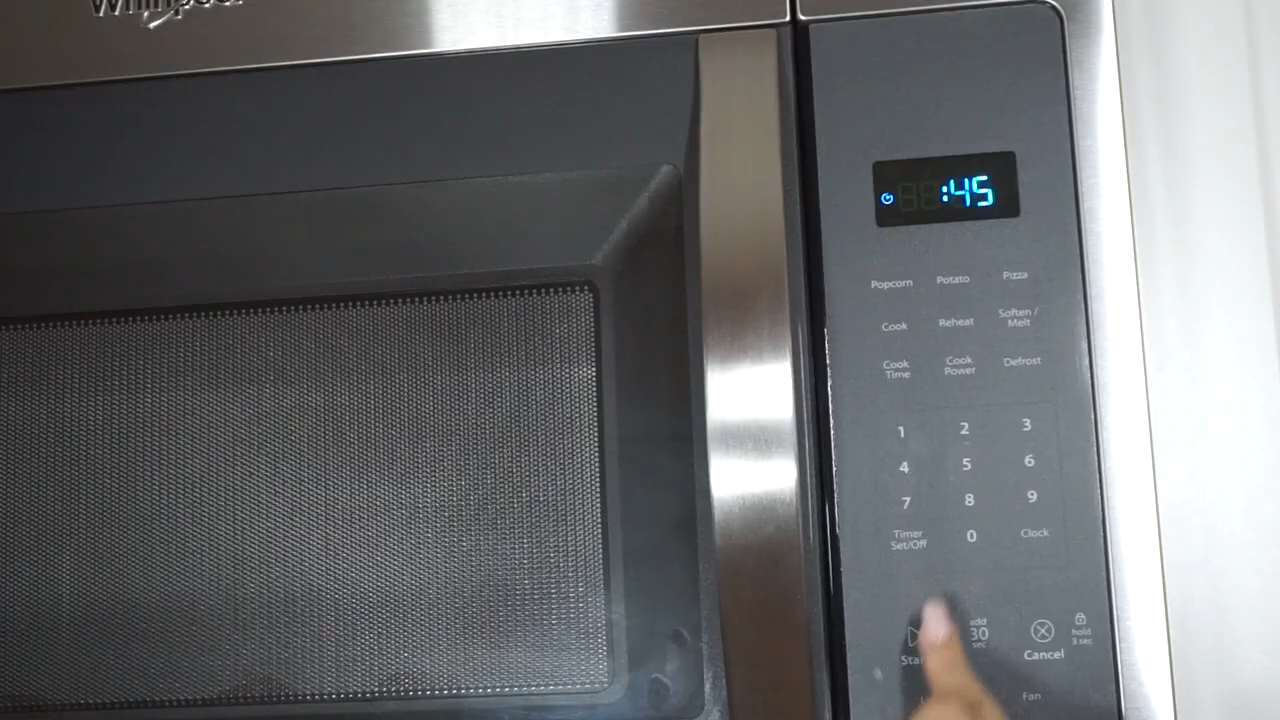 Whirlpool
:45
Popcorn Potato Pizza
Cook Reheat Soften /
Melt
Cook
Time
Cook
Power
Defrost
1 2 3
4 5 6
7 8 9
Timer
Set/Off
0 Clock
add
30
sec
hold
3 sec
Cancel
Fan